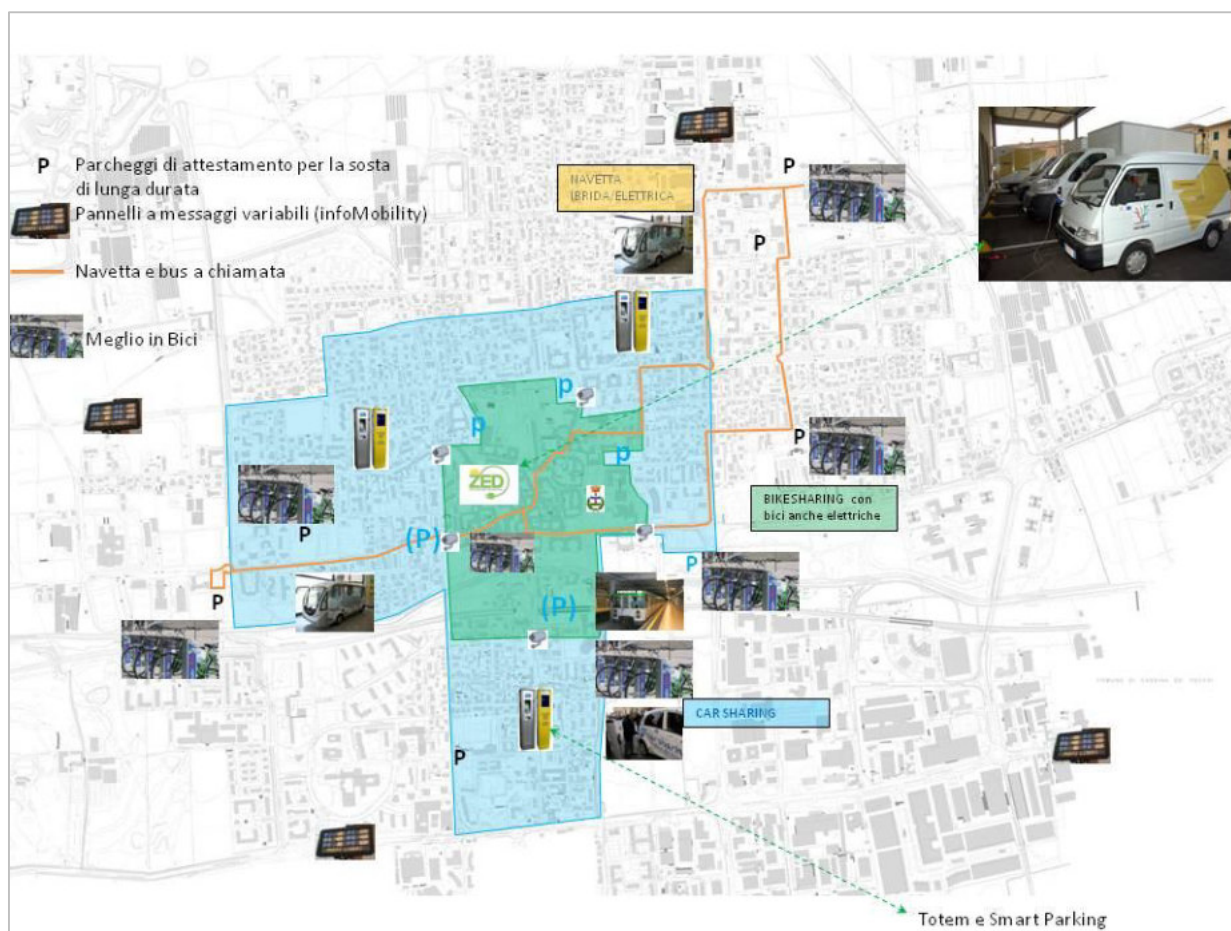 P
Parcheggi di attestamento per la sosta
di lunga durata
Pannelli a messaggi variabili (infoMobility)
Navetta e bus a chiamata
Meglio in Bici
NAVETTA
IBRIDA/ELETTRICA
P
P
p
p
p
P
ZED
BIKESHARING con
bici anche elettriche
P
(P)
P
P
(P)
CAR SHARING
P
Totem e Smart Parking